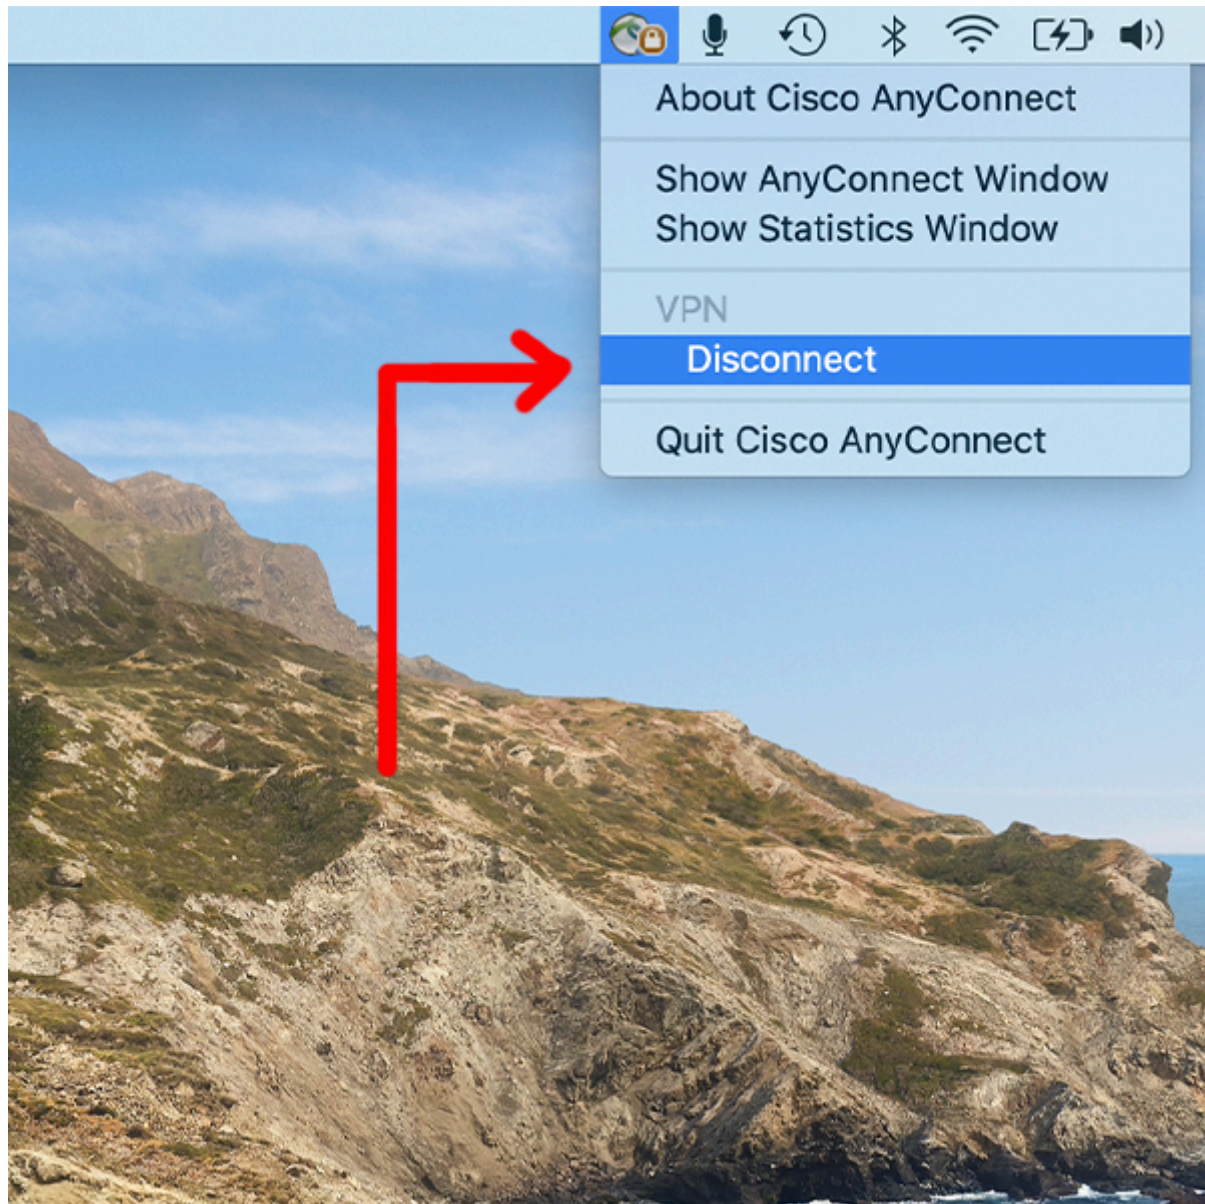 About Cisco AnyConnect
Show AnyConnect Window
Show Statistics Window
VPN
Disconnect
Quit Cisco AnyConnect